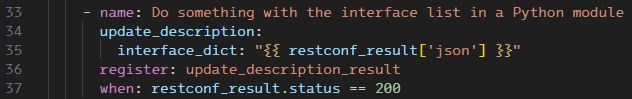 33 - name: Do something with the interface list in a Python module
34 update_description:
35 interface_dict: "{{ restconf_result['json'] }}"
36 register: update_description_result
37 when: restconf_result.status == 200